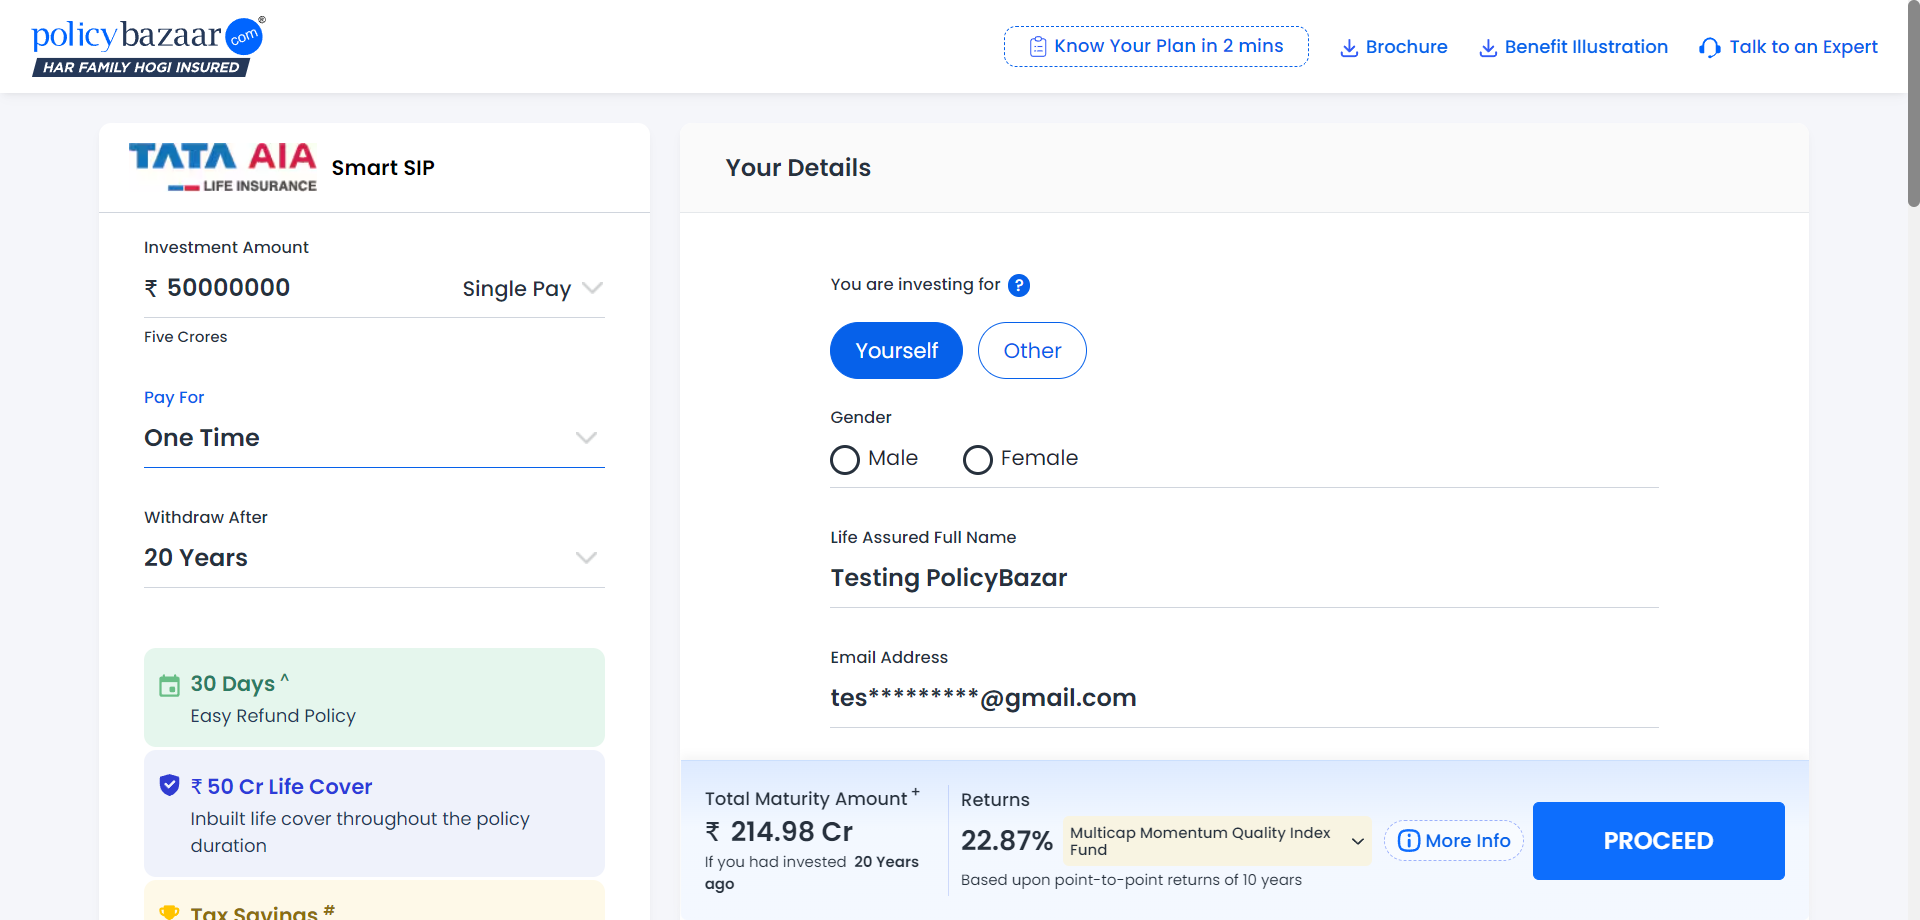 policybazaar com ®
HAR FAMILY HOGI INSURED
Know Your Plan in 2 mins
Brochure
Benefit Illustration
Talk to an Expert
TATA AIA
LIFE INSURANCE
Smart SIP
Investment Amount
₹ 50000000
Single Pay
Five Crores
Pay For
One Time
Withdraw After
20 Years
30 Days ^
Easy Refund Policy
₹ 50 Cr Life Cover
Inbuilt life cover throughout the policy
duration
Tax Savings #
Your Details
You are investing for ?
Yourself
Other
Gender
Male
Female
Life Assured Full Name
Testing PolicyBazar
Email Address
tes*********@gmail.com
Total Maturity Amount +
₹ 214.98 Cr
If you had invested 20 Years
ago
Returns
22.87%
Multicap Momentum Quality Index
Fund
Based upon point-to-point returns of 10 years
More Info
PROCEED